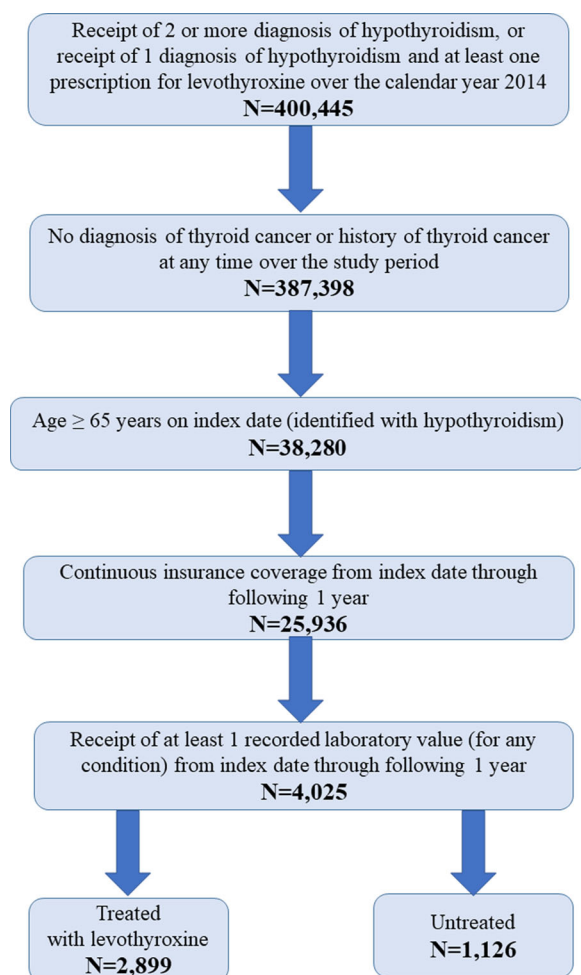 Receipt of 2 or more diagnosis of hypothyroidism, or
receipt of 1 diagnosis of hypothyroidism and at least one
prescription for levothyroxine over the calendar year 2014
N=400,445
No diagnosis of thyroid cancer or history of thyroid cancer
at any time over the study period
N=387,398
Age ≥ 65 years on index date (identified with hypothyroidism)
N=38,280
Continuous insurance coverage from index date through
following 1 year
N=25,936
Receipt of at least 1 recorded laboratory value (for any
condition) from index date through following 1 year
N=4,025
Treated
with levothyroxine
N=2,899
Untreated
N=1,126